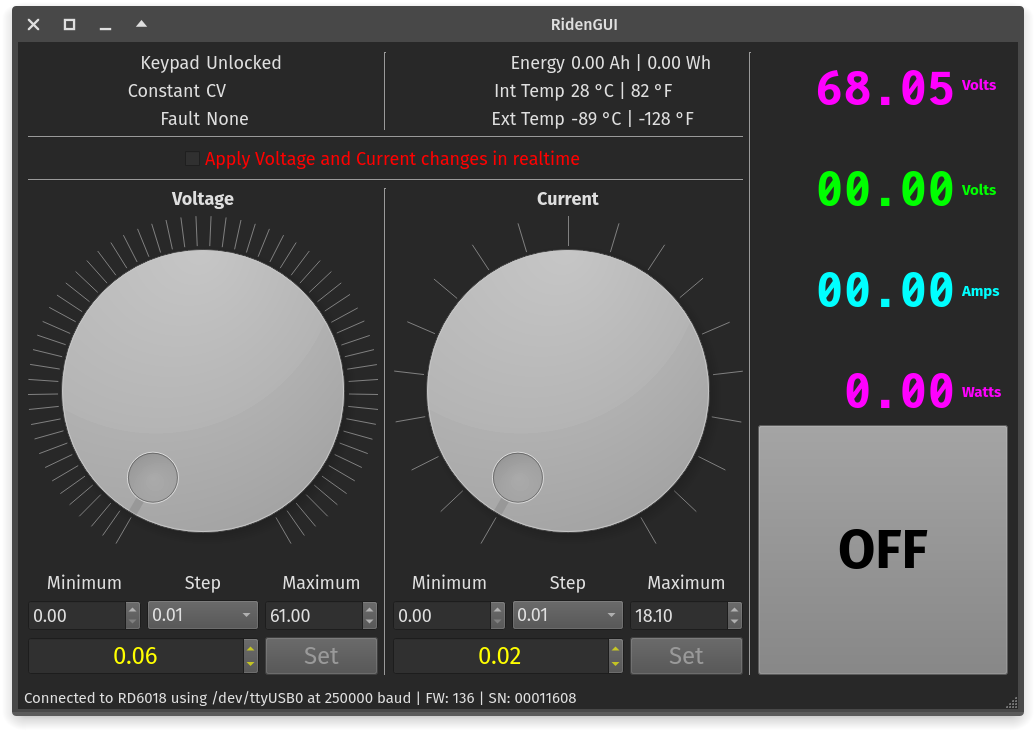 RidenGUI
Keypad Unlocked
Constant CV
Fault None
Energy 0.00 Ah | 0.00 Wh
Int Temp 28 °C | 82 °F
Ext Temp -89 °C | -128 °F
Apply Voltage and Current changes in realtime
Voltage
Minimum Step Maximum
0.00 0.01 61.00
0.06 Set
Current
Minimum Step Maximum
0.00 0.01 18.10
0.02 Set
68.05 Volts
00.00 Volts
00.00 Amps
0.00 Watts
OFF
Connected to RD6018 using /dev/ttyUSB0 at 250000 baud | FW: 136 | SN: 00011608